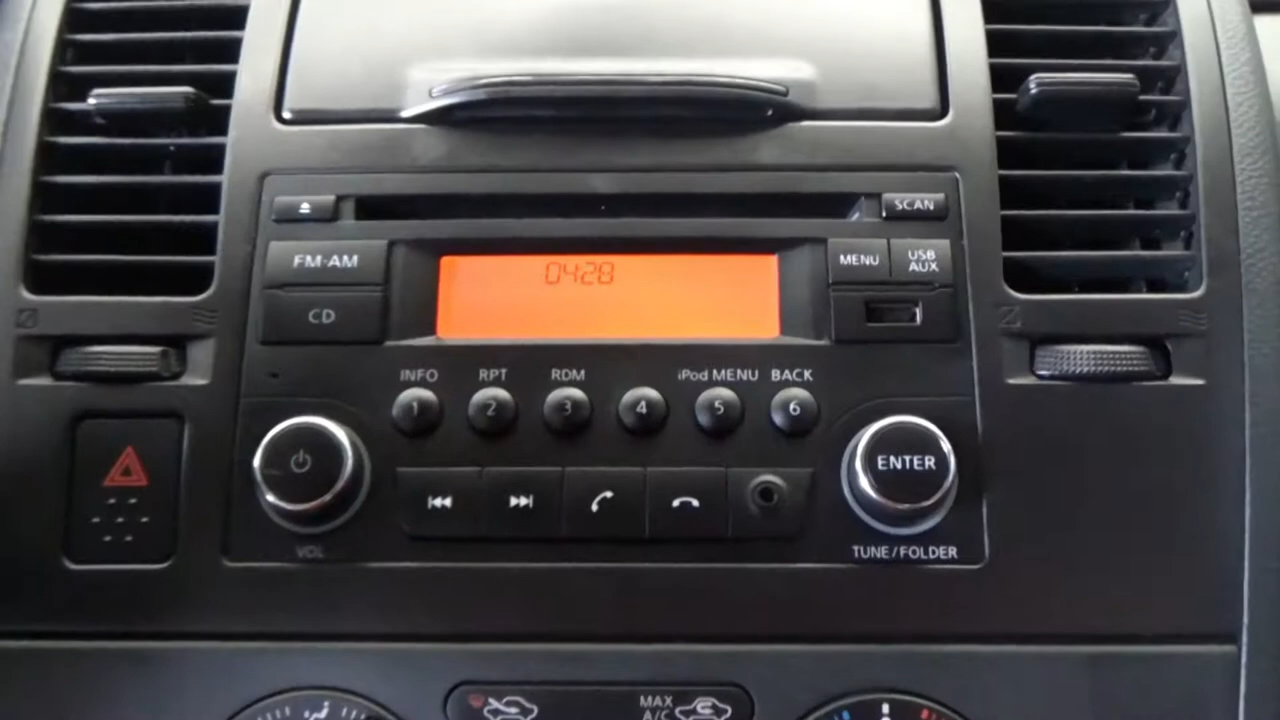 SCAN
FM·AM
CD
0428
MENU
USB
AUX
INFO
RPT
RDM
iPod MENU
BACK
1
2
3
4
5
6
ENTER
VOL
TUNE/FOLDER
MAX
A/C